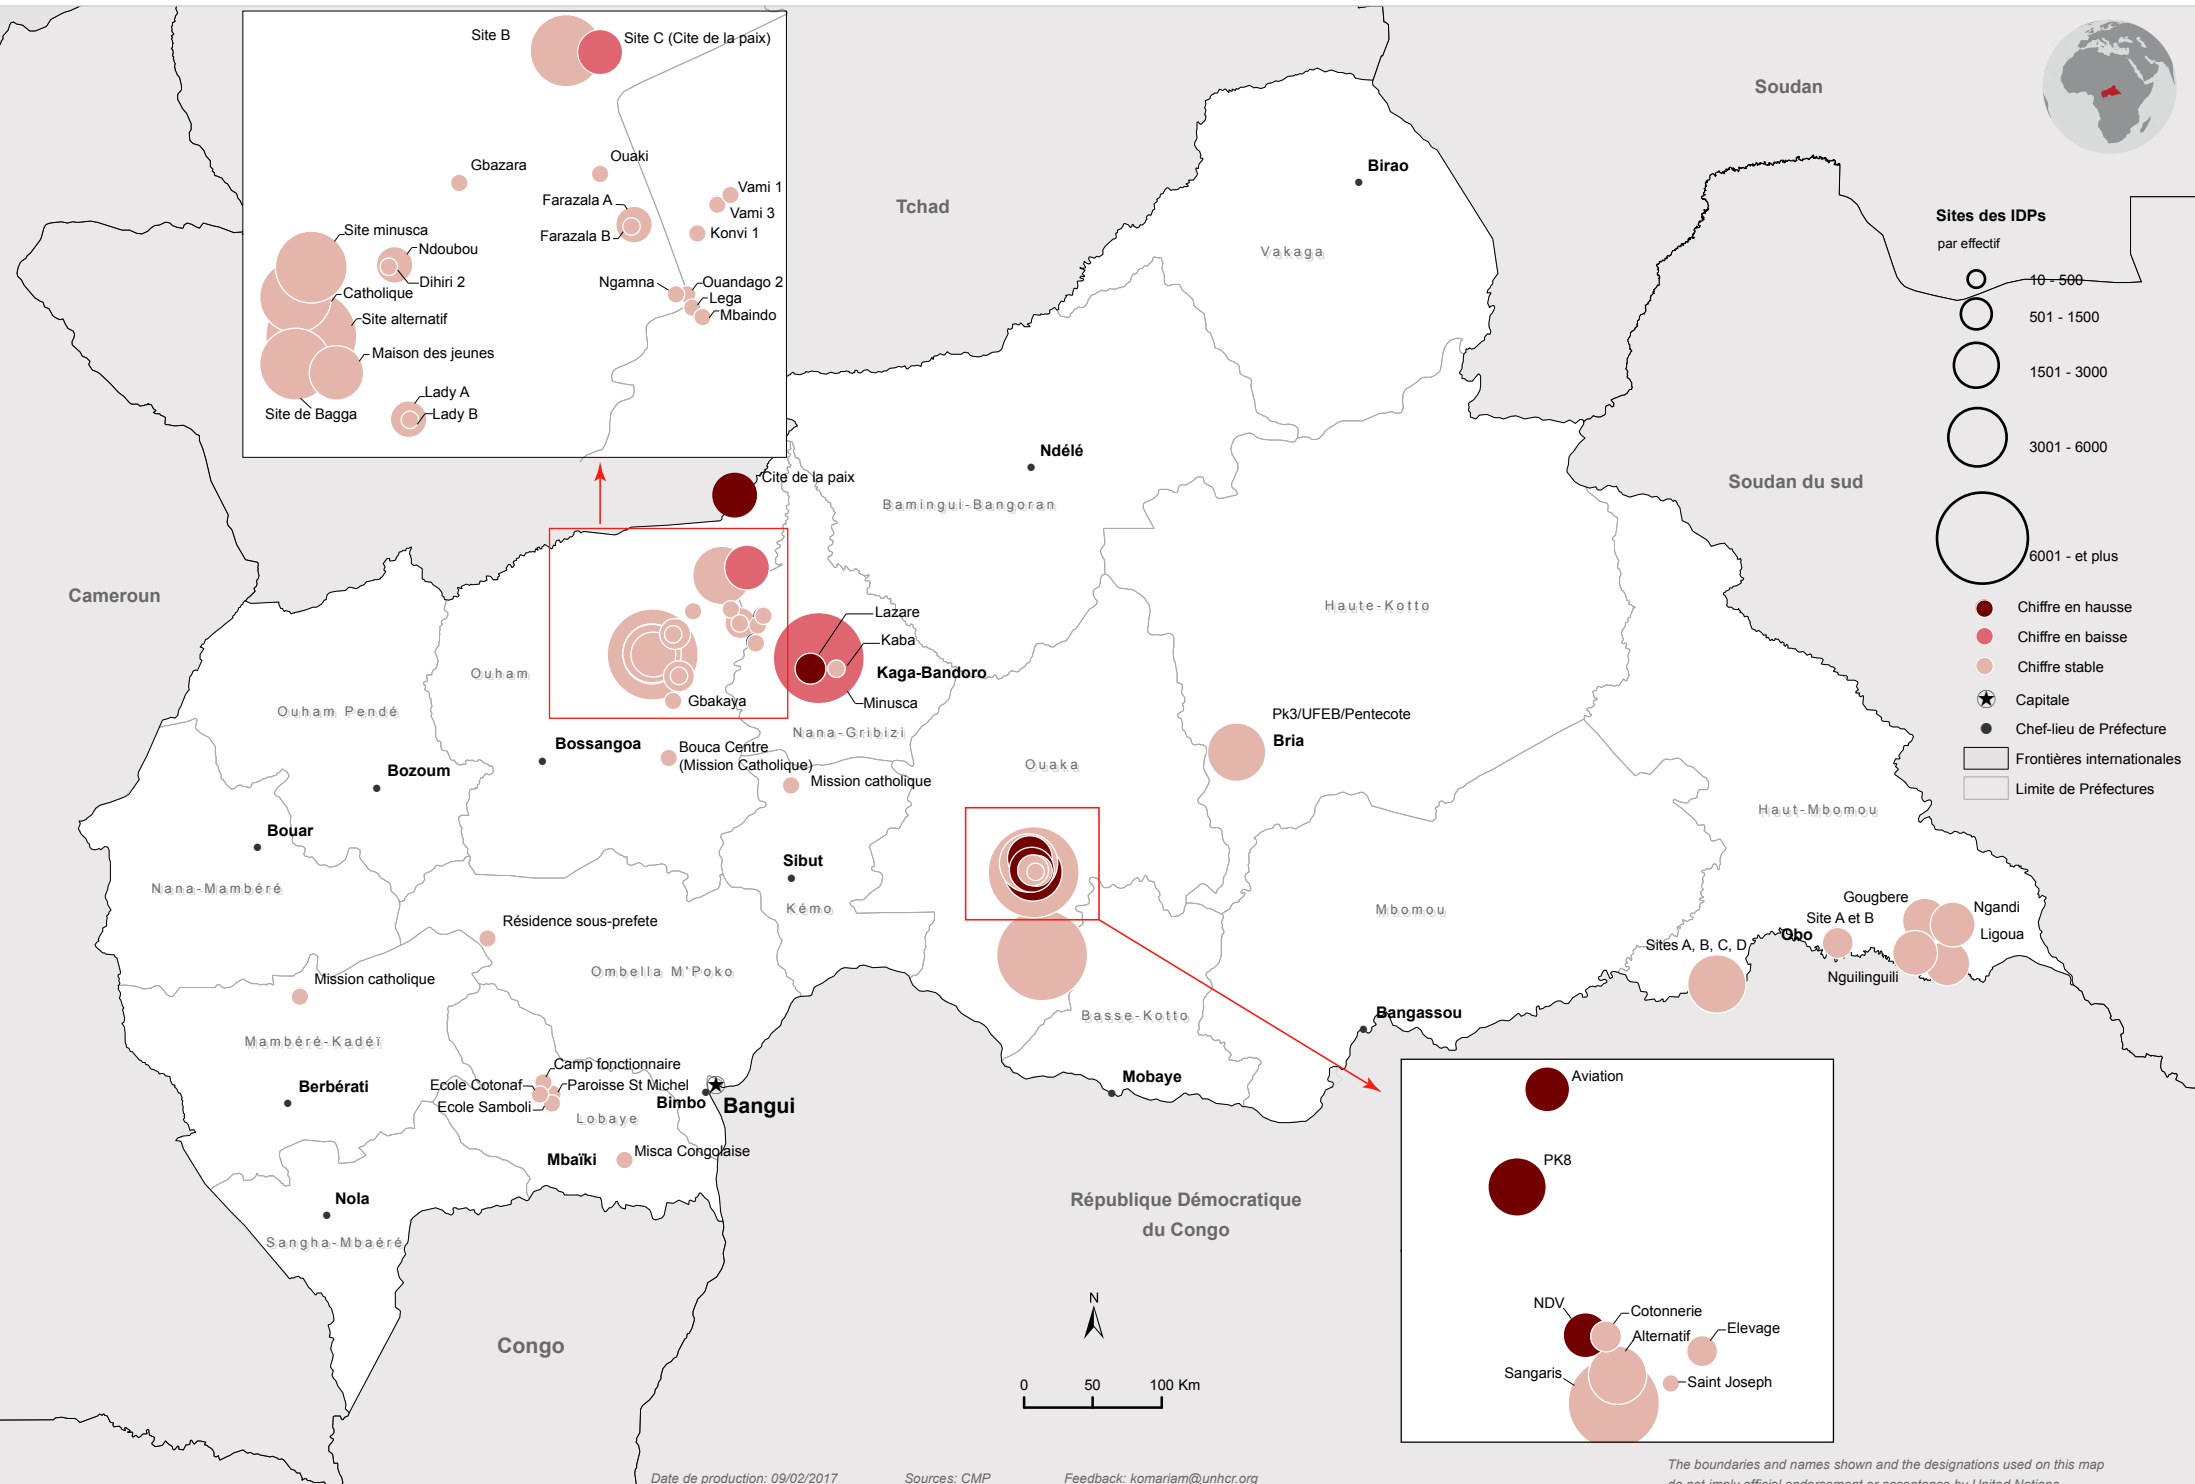 Site B
Site C (Cite de la paix)
Gbazara
Ouaki
Vami 1
Farazala A
Vami 3
Farazala B
Konvi 1
Site minusca
Ndoubou
Dihiri 2
Catholique
Ngamna
Ouandago 2
Lega
Mbaindo
Site alternatif
Maison des jeunes
Lady A
Lady B
Site de Bagga
Soudan
Birao
Tchad
Vakaga
Sites des IDPs
par effectif
10 - 500
501 - 1500
1501 - 3000
3001 - 6000
6001 - et plus
Chiffre en hausse
Chiffre en baisse
Chiffre stable
Capitale
Chef-lieu de Préfecture
Frontières internationales
Limite de Préfectures
Ndélé
Cite de la paix
Soudan du sud
Bamingui-Bangoran
Cameroun
Haute-Kotto
Lazare
Kaba
Kaga-Bandoro
Minusca
Ouham
Gbakaya
Ouham Pendé
Pk3/UFEB/Pentecote
Bria
Nana-Gribizi
Bossangoa
Bouca Centre
(Mission Catholique)
Ouaka
Bozoum
Mission catholique
Haut-Mbomou
Bouar
Sibut
Nana-Mambéré
Kémo
Mbomou
Gougbere
Ngandi
Site A et B
Résidence sous-prefete
Obo
Ligoua
Sites A, B, C, D
Ombella M'Poko
Mission catholique
Nguilinguili
Basse-Kotto
Bangassou
Mambéré-Kadéï
Camp fonctionnaire
Ecole Cotonaf
Paroisse St Michel
Berbérati
Mobaye
Ecole Samboli
Bimbo
Bangui
Lobaye
Aviation
Misca Congolaise
Mbaïki
PK8
Nola
République Démocratique
du Congo
Sangha-Mbaéré
N
NDV
Cotonnerie
Elevage
Alternatif
Congo
Sangaris
Saint Joseph
0 50 100 Km
Date de production: 09/02/2017 Sources: CMP Feedback: komariam@unhcr.org
The boundaries and names shown and the designations used on this map
do not imply official endorsement or acceptance by United Nations